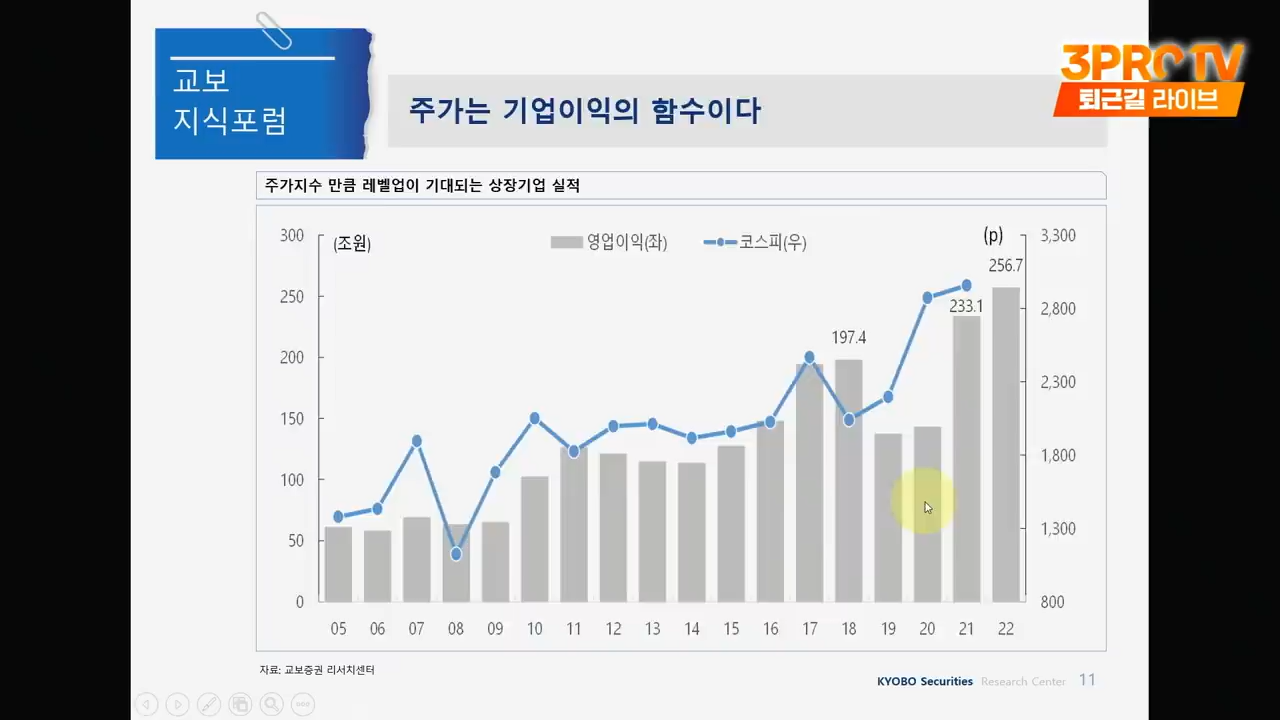 교보
지식포럼
주가는 기업이익의 함수이다
3PROTV
퇴근길 라이브
주가지수 만큼 레벨업이 기대되는 상장기업 실적
(조원)
영업이익(좌)
코스피(우)
(p)
300
250
200
150
100
50
0
3,300
2,800
2,300
1,800
1,300
800
197.4
233.1
256.7
05 06 07 08 09 10 11 12 13 14 15 16 17 18 19 20 21 22
자료: 교보증권 리서치센터
KYOBO Securities Research Center 11